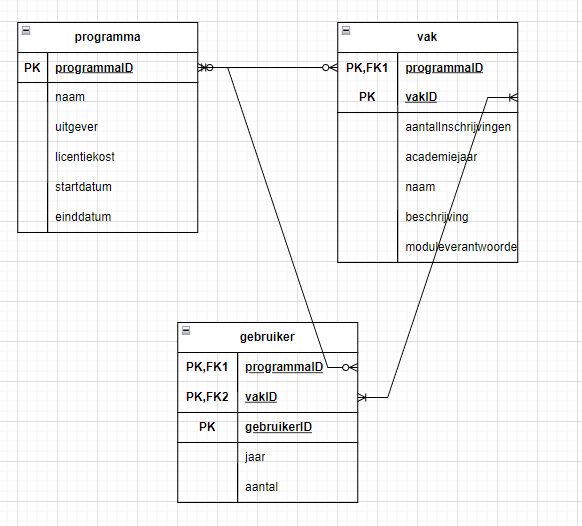 programma
PK programmaID
naam
uitgever
licentiekost
startdatum
einddatum
vak
PK,FK1 programmaID
PK vakID
aantalInschrijvingen
academiejaar
naam
beschrijving
moduleverantwoorde
gebruiker
PK,FK1 programmaID
PK,FK2 vakID
PK gebruikerID
jaar
aantal